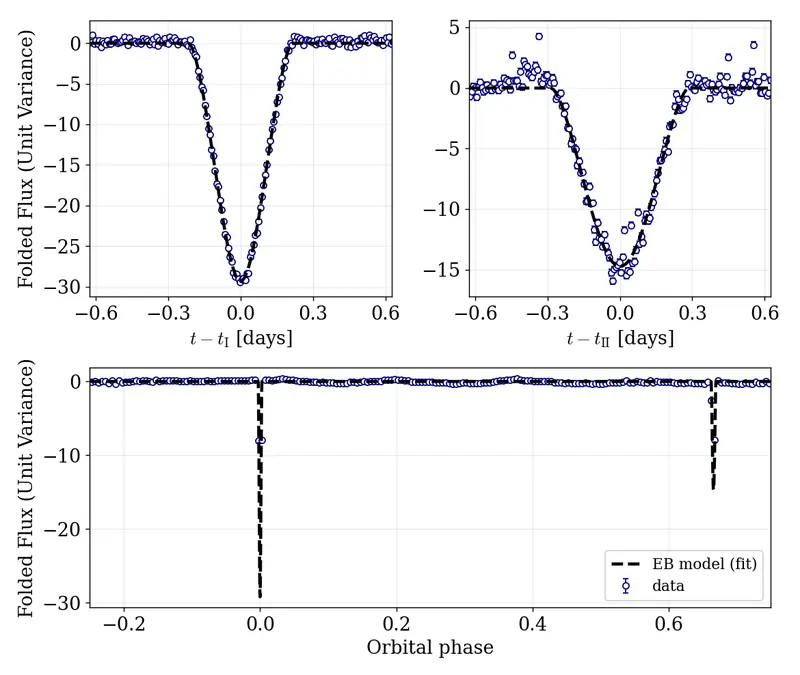 Folded Flux (Unit Variance)
0
−5
−10
−15
−20
−25
−30
−0.6 −0.3 0.0 0.3 0.6
t − tI [days]
5
0
−5
−10
−15
−0.6 −0.3 0.0 0.3 0.6
t − tII [days]
Folded Flux (Unit Variance)
0
−10
−20
−30
−0.2 0.0 0.2 0.4 0.6
EB model (fit)
data
Orbital phase